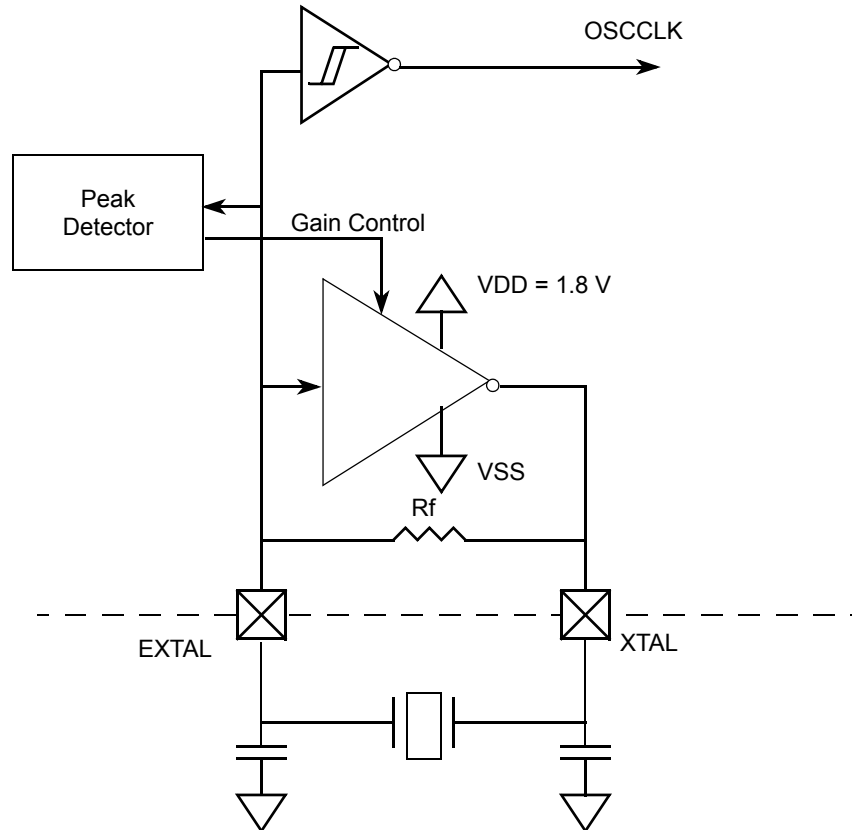 OSCCLK
Peak
Detector
Gain Control
VDD = 1.8 V
VSS
Rf
EXTAL
XTAL